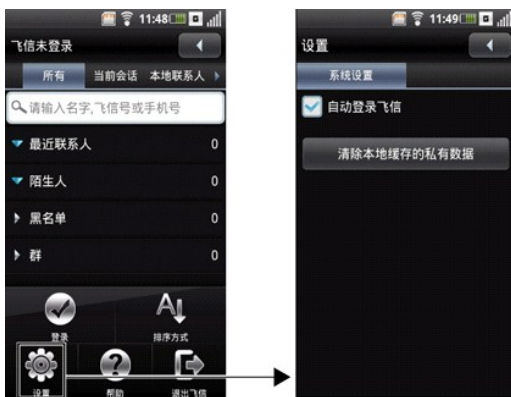 11:48
飞信未登录
所有 当前会话 本地联系人
请输入名字,飞信号或手机号
最近联系人 0
陌生人 0
黑名单 0
群 0
登录 排序方式
设置 帮助 退出飞信
11:49
设置
系统设置
自动登录飞信
清除本地缓存的私有数据